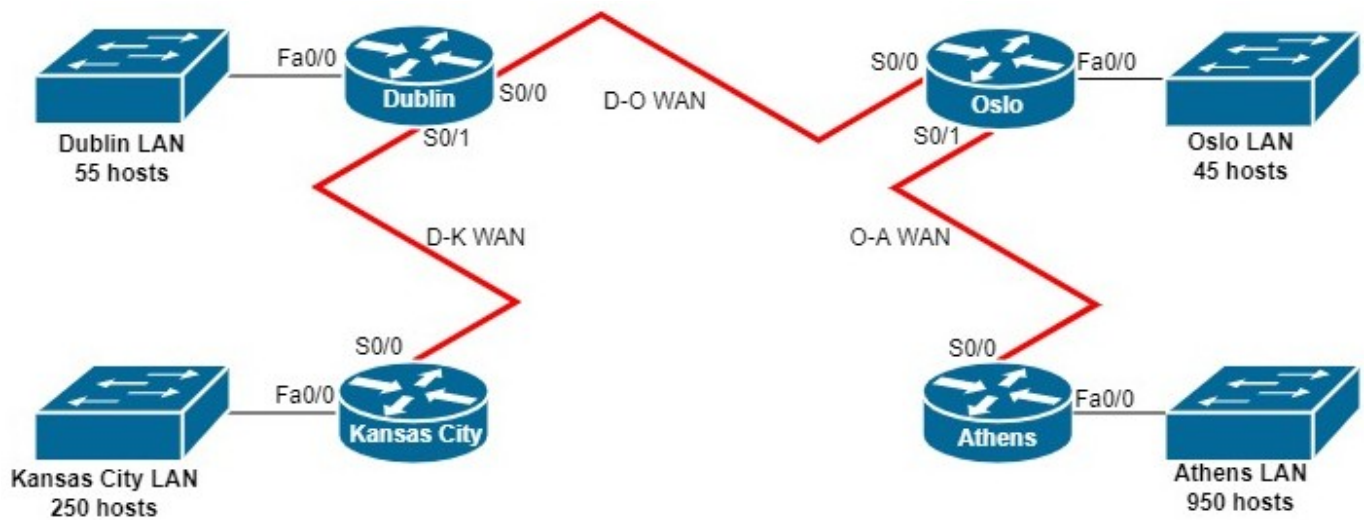 Fa0/0
Dublin
S0/0
S0/1
Dublin LAN
55 hosts
D-O WAN
S0/0
Fa0/0
Oslo
S0/1
Oslo LAN
45 hosts
D-K WAN
O-A WAN
S0/0
Fa0/0
Kansas City
Kansas City LAN
250 hosts
S0/0
Fa0/0
Athens
Athens LAN
950 hosts